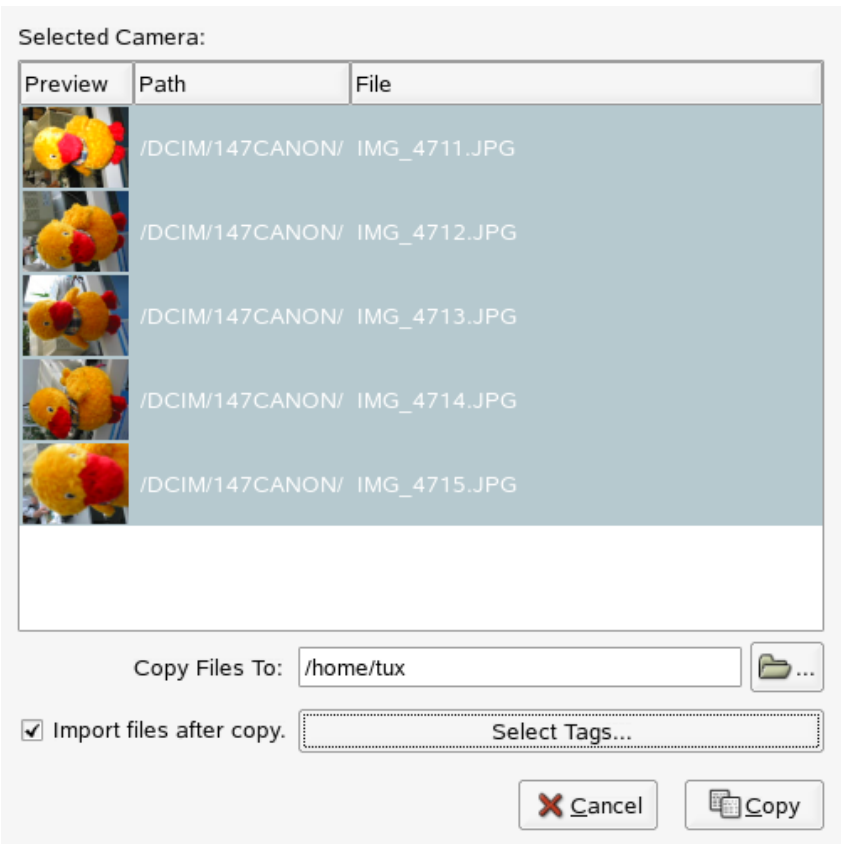 Selected Camera:
Preview Path File
/DCIM/147CANON/ IMG_4711.JPG
/DCIM/147CANON/ IMG_4712.JPG
/DCIM/147CANON/ IMG_4713.JPG
/DCIM/147CANON/ IMG_4714.JPG
/DCIM/147CANON/ IMG_4715.JPG
Copy Files To: /home/tux ...
Import files after copy. Select Tags...
Cancel Copy